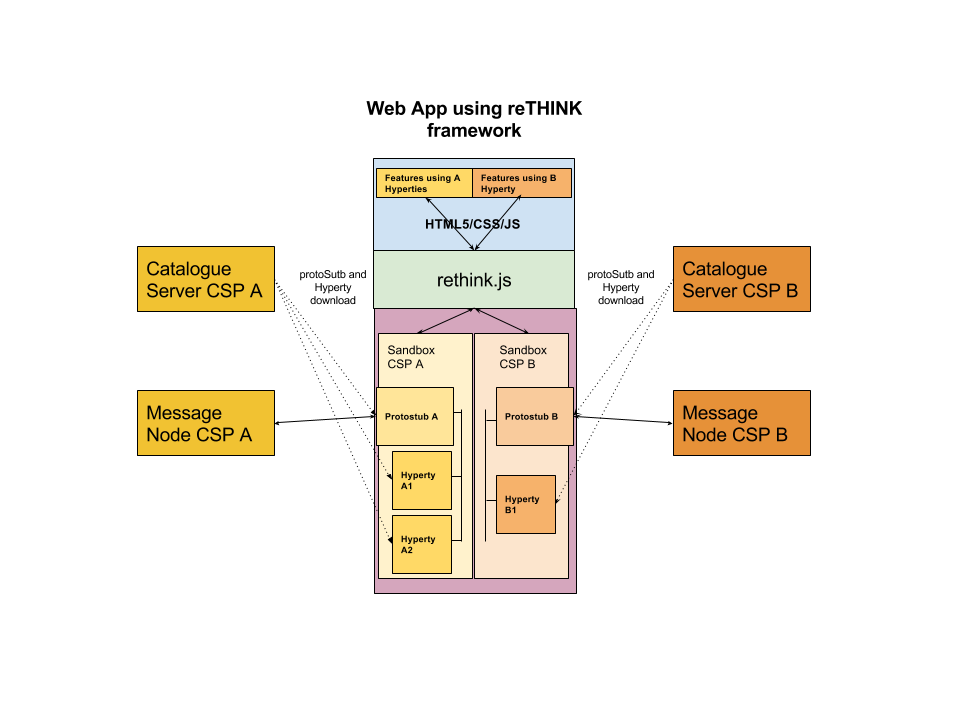 Web App using reTHINK
framework
Features using A
Hyperties
Features using B
Hyperty
HTML5/CSS/JS
Catalogue
Server CSP A
protoSutb and
Hyperty
download
rethink.js
protoSutb and
Hyperty
download
Catalogue
Server CSP B
Sandbox
CSP A
Sandbox
CSP B
Message
Node CSP A
Protostub A
Protostub B
Message
Node CSP B
Hyperty
A1
Hyperty
B1
Hyperty
A2